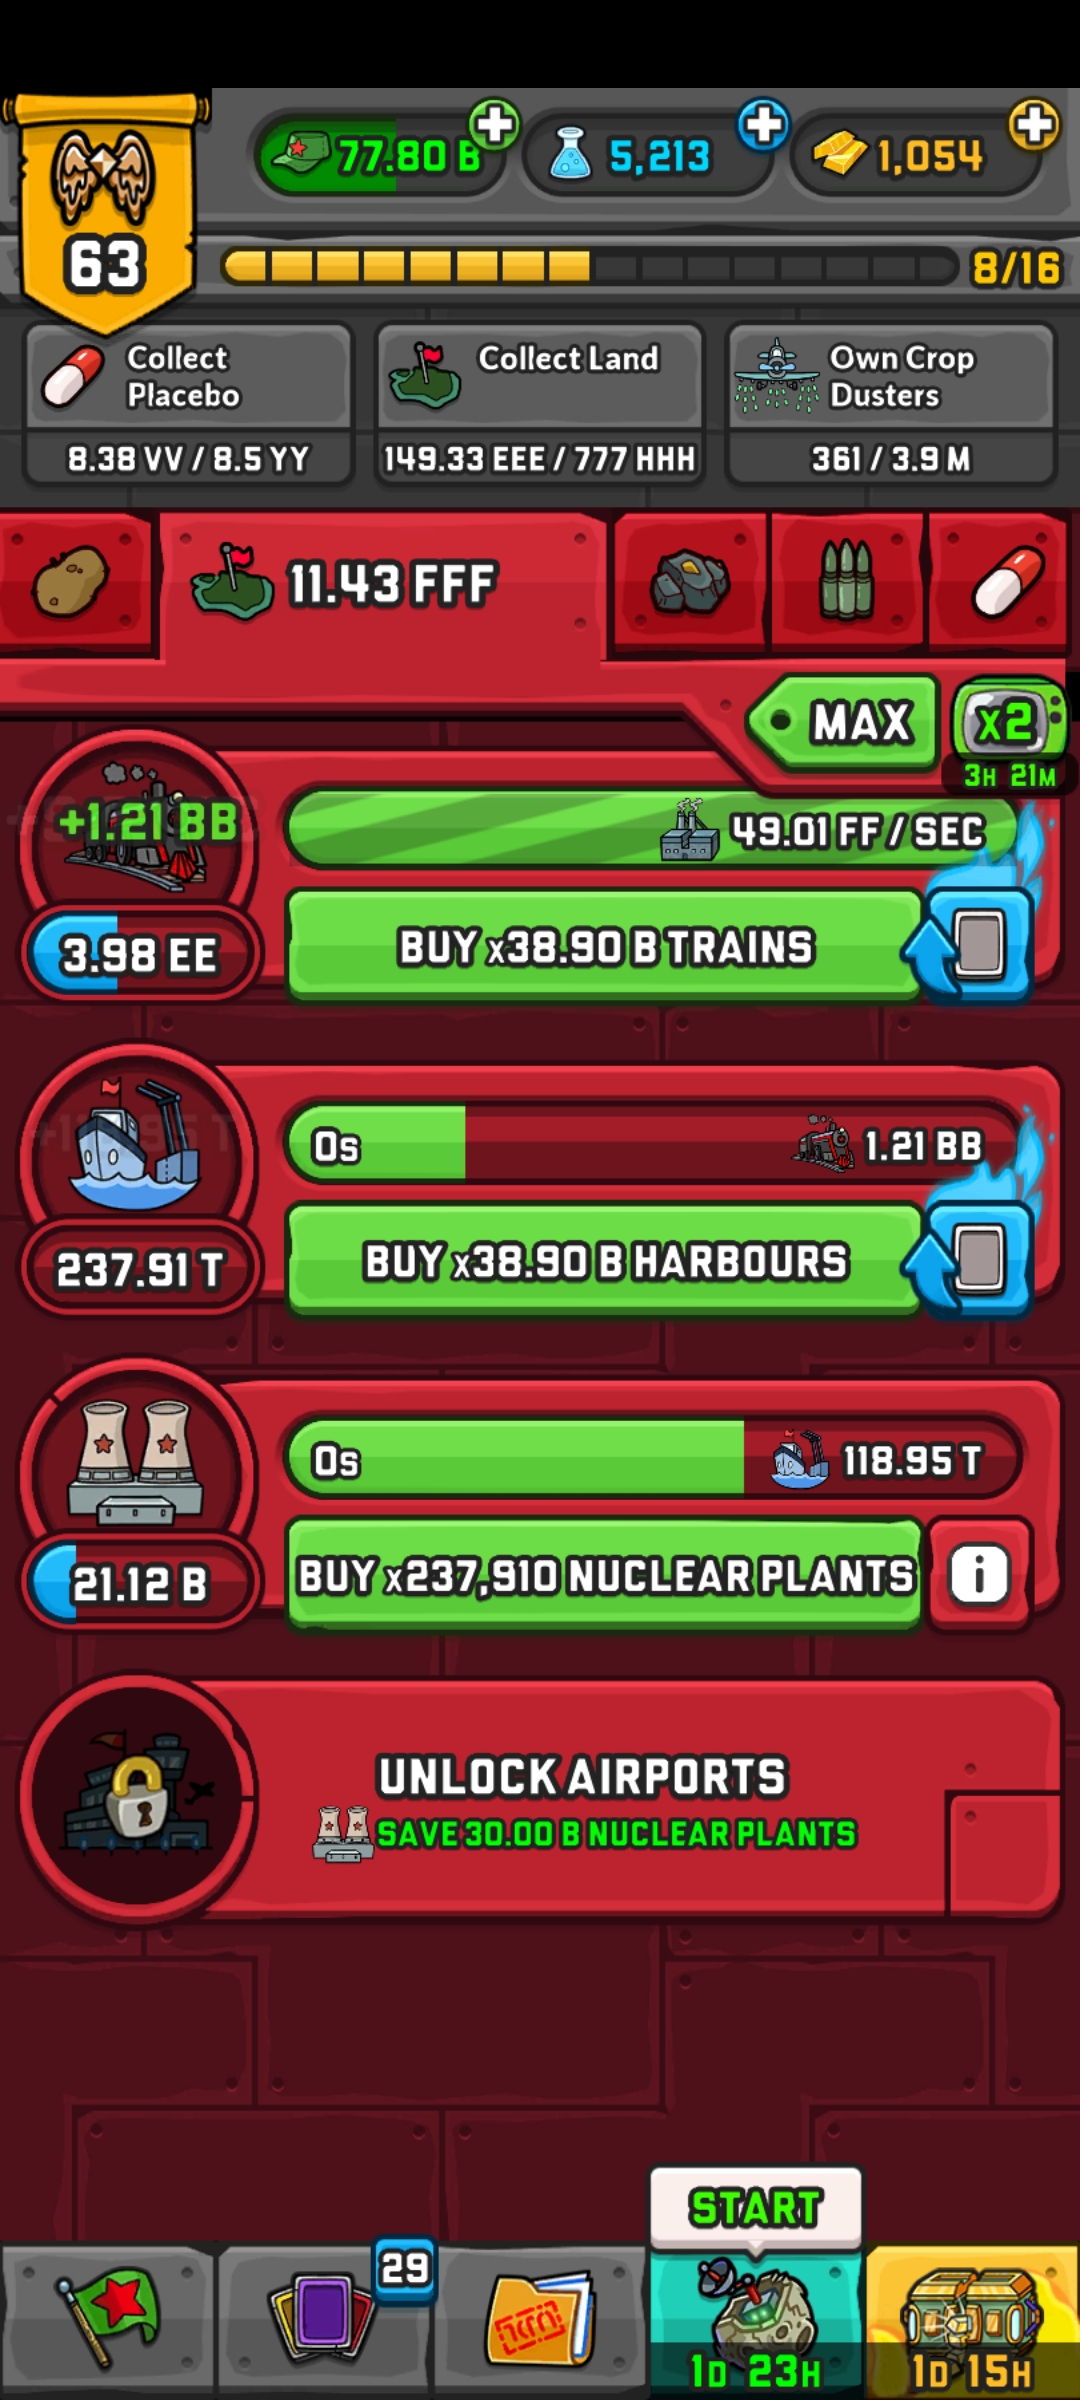 77.80 B
5,213
1,054
63
8/16
Collect
Placebo
8.38 VV / 8.5 YY
Collect Land
149.33 EEE / 777 HHH
Own Crop
Dusters
361 / 3.9 M
11.43 FFF
MAX
x2
3H 21M
+1.21 BB
49.01 FF / SEC
3.98 EE
BUY x38.90 B TRAINS
0s
1.21 BB
237.91 T
BUY x38.90 B HARBOURS
0s
118.95 T
21.12 B
BUY x237,910 NUCLEAR PLANTS
i
UNLOCK AIRPORTS
SAVE 30.00 B NUCLEAR PLANTS
START
29
1D 23H
1D 15H